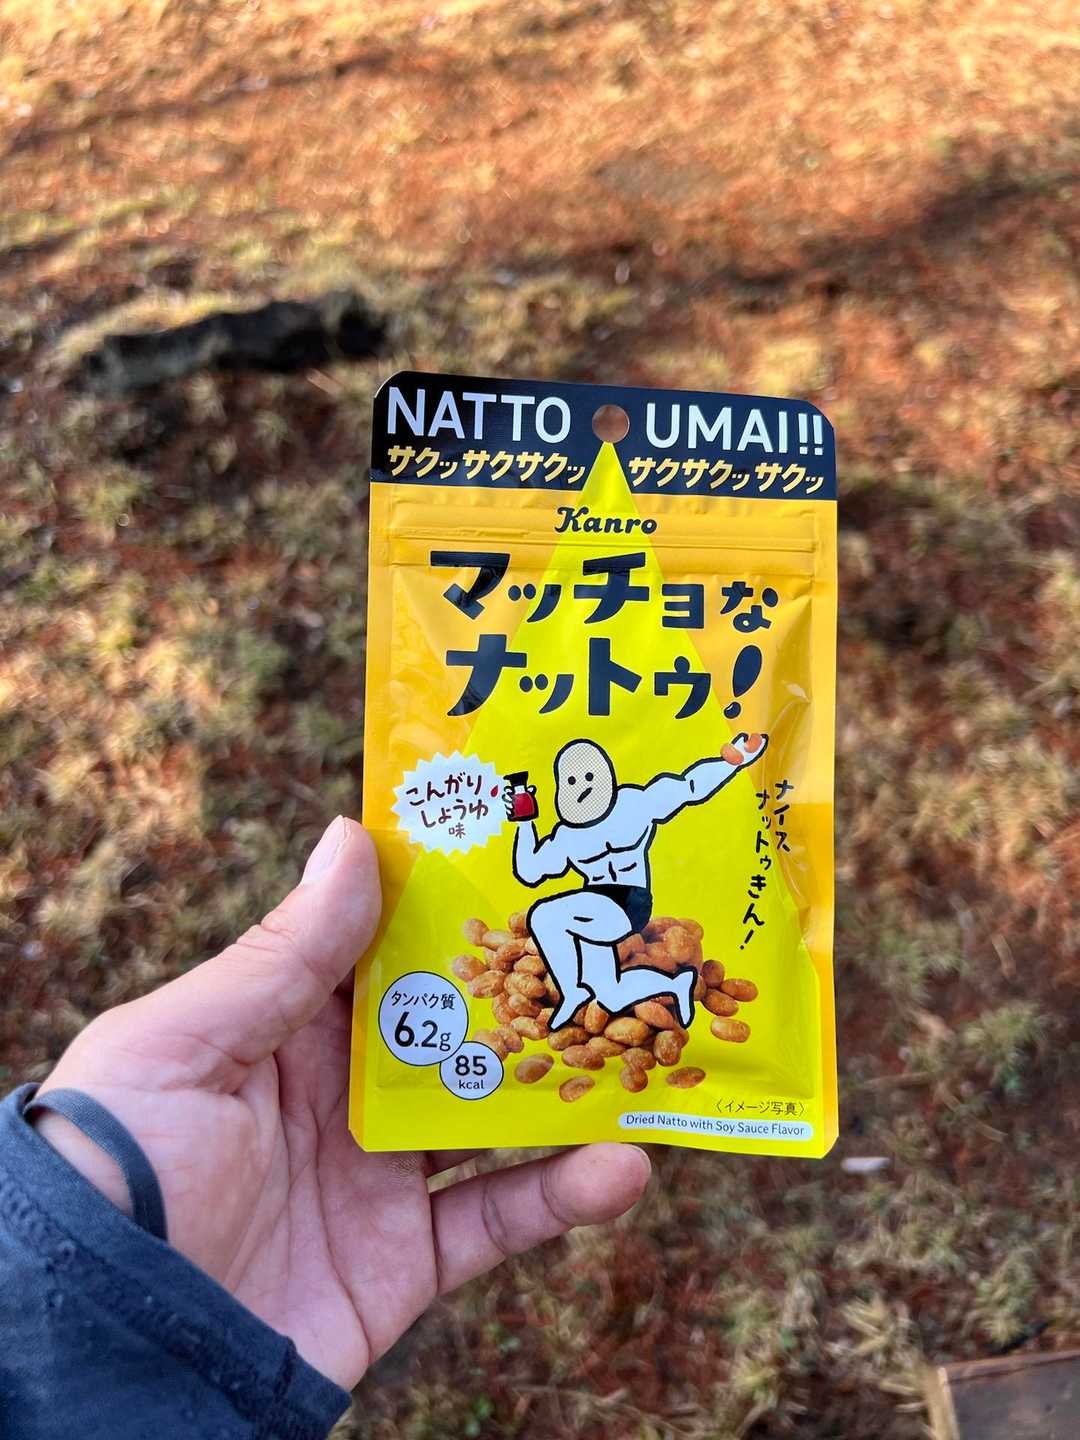 NATTO UMAI!!
サクッサクサクッ サクサクッサクッ
Kanro
マッチョな
ナットゥ!
こんがり
しょうゆ
味
ナイス
ナットゥきん!
タンパク質
6.2g
85
kcal
〈イメージ写真〉
Dried Natto with Soy Sauce Flavor